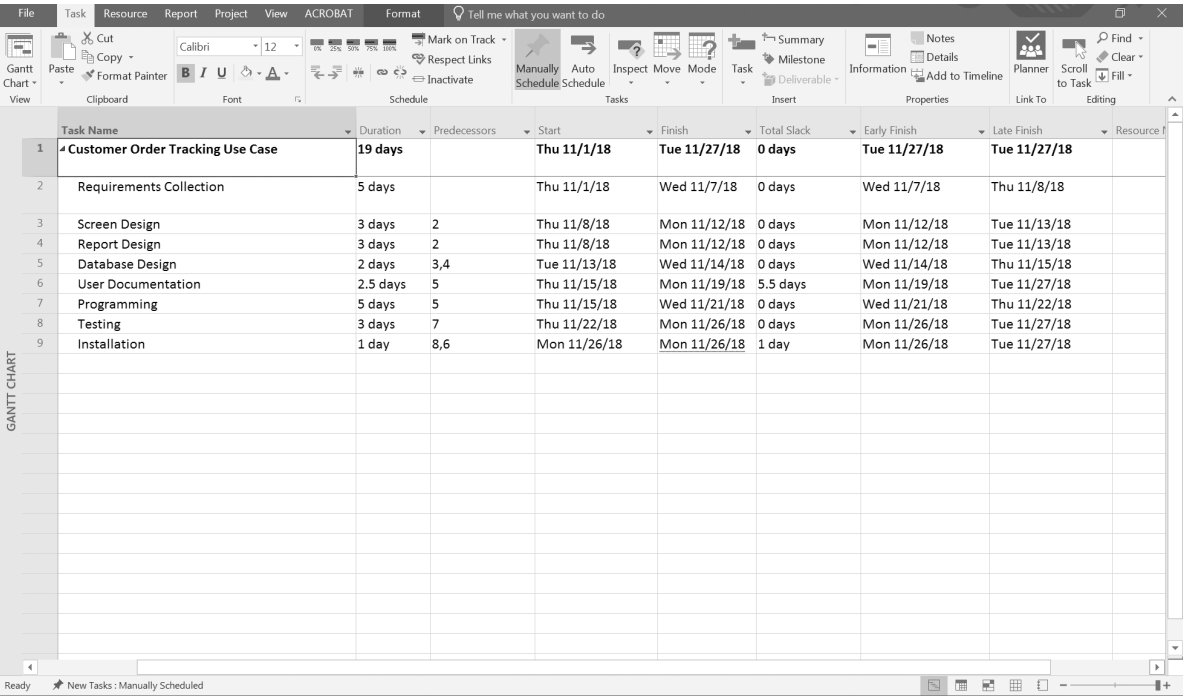 File Task Resource Report Project View ACROBAT Format Tell me what you want to do
Cut Calibri 12 0% 25% 50% 75% 100% Mark on Track Summary Notes Find
Copy Respect Links Milestone Details Clear
Gantt Chart Paste Format Painter B I U A Inactivate Manually Schedule Auto Schedule Inspect Move Mode Task Deliverable Information Add to Timeline Planner Scroll to Task Fill
View Clipboard Font Schedule Tasks Insert Properties Link To Editing
Task Name Duration Predecessors Start Finish Total Slack Early Finish Late Finish Resource
1 Customer Order Tracking Use Case 19 days Thu 11/1/18 Tue 11/27/18 0 days Tue 11/27/18 Tue 11/27/18
2 Requirements Collection 5 days Thu 11/1/18 Wed 11/7/18 0 days Wed 11/7/18 Thu 11/8/18
3 Screen Design 3 days 2 Thu 11/8/18 Mon 11/12/18 0 days Mon 11/12/18 Tue 11/13/18
4 Report Design 3 days 2 Thu 11/8/18 Mon 11/12/18 0 days Mon 11/12/18 Tue 11/13/18
5 Database Design 2 days 3,4 Tue 11/13/18 Wed 11/14/18 0 days Wed 11/14/18 Thu 11/15/18
6 User Documentation 2.5 days 5 Thu 11/15/18 Mon 11/19/18 5.5 days Mon 11/19/18 Tue 11/27/18
7 Programming 5 days 5 Thu 11/15/18 Wed 11/21/18 0 days Wed 11/21/18 Thu 11/22/18
8 Testing 3 days 7 Thu 11/22/18 Mon 11/26/18 0 days Mon 11/26/18 Tue 11/27/18
9 Installation 1 day 8,6 Mon 11/26/18 Mon 11/26/18 1 day Mon 11/26/18 Tue 11/27/18
GANTT CHART
Ready New Tasks : Manually Scheduled